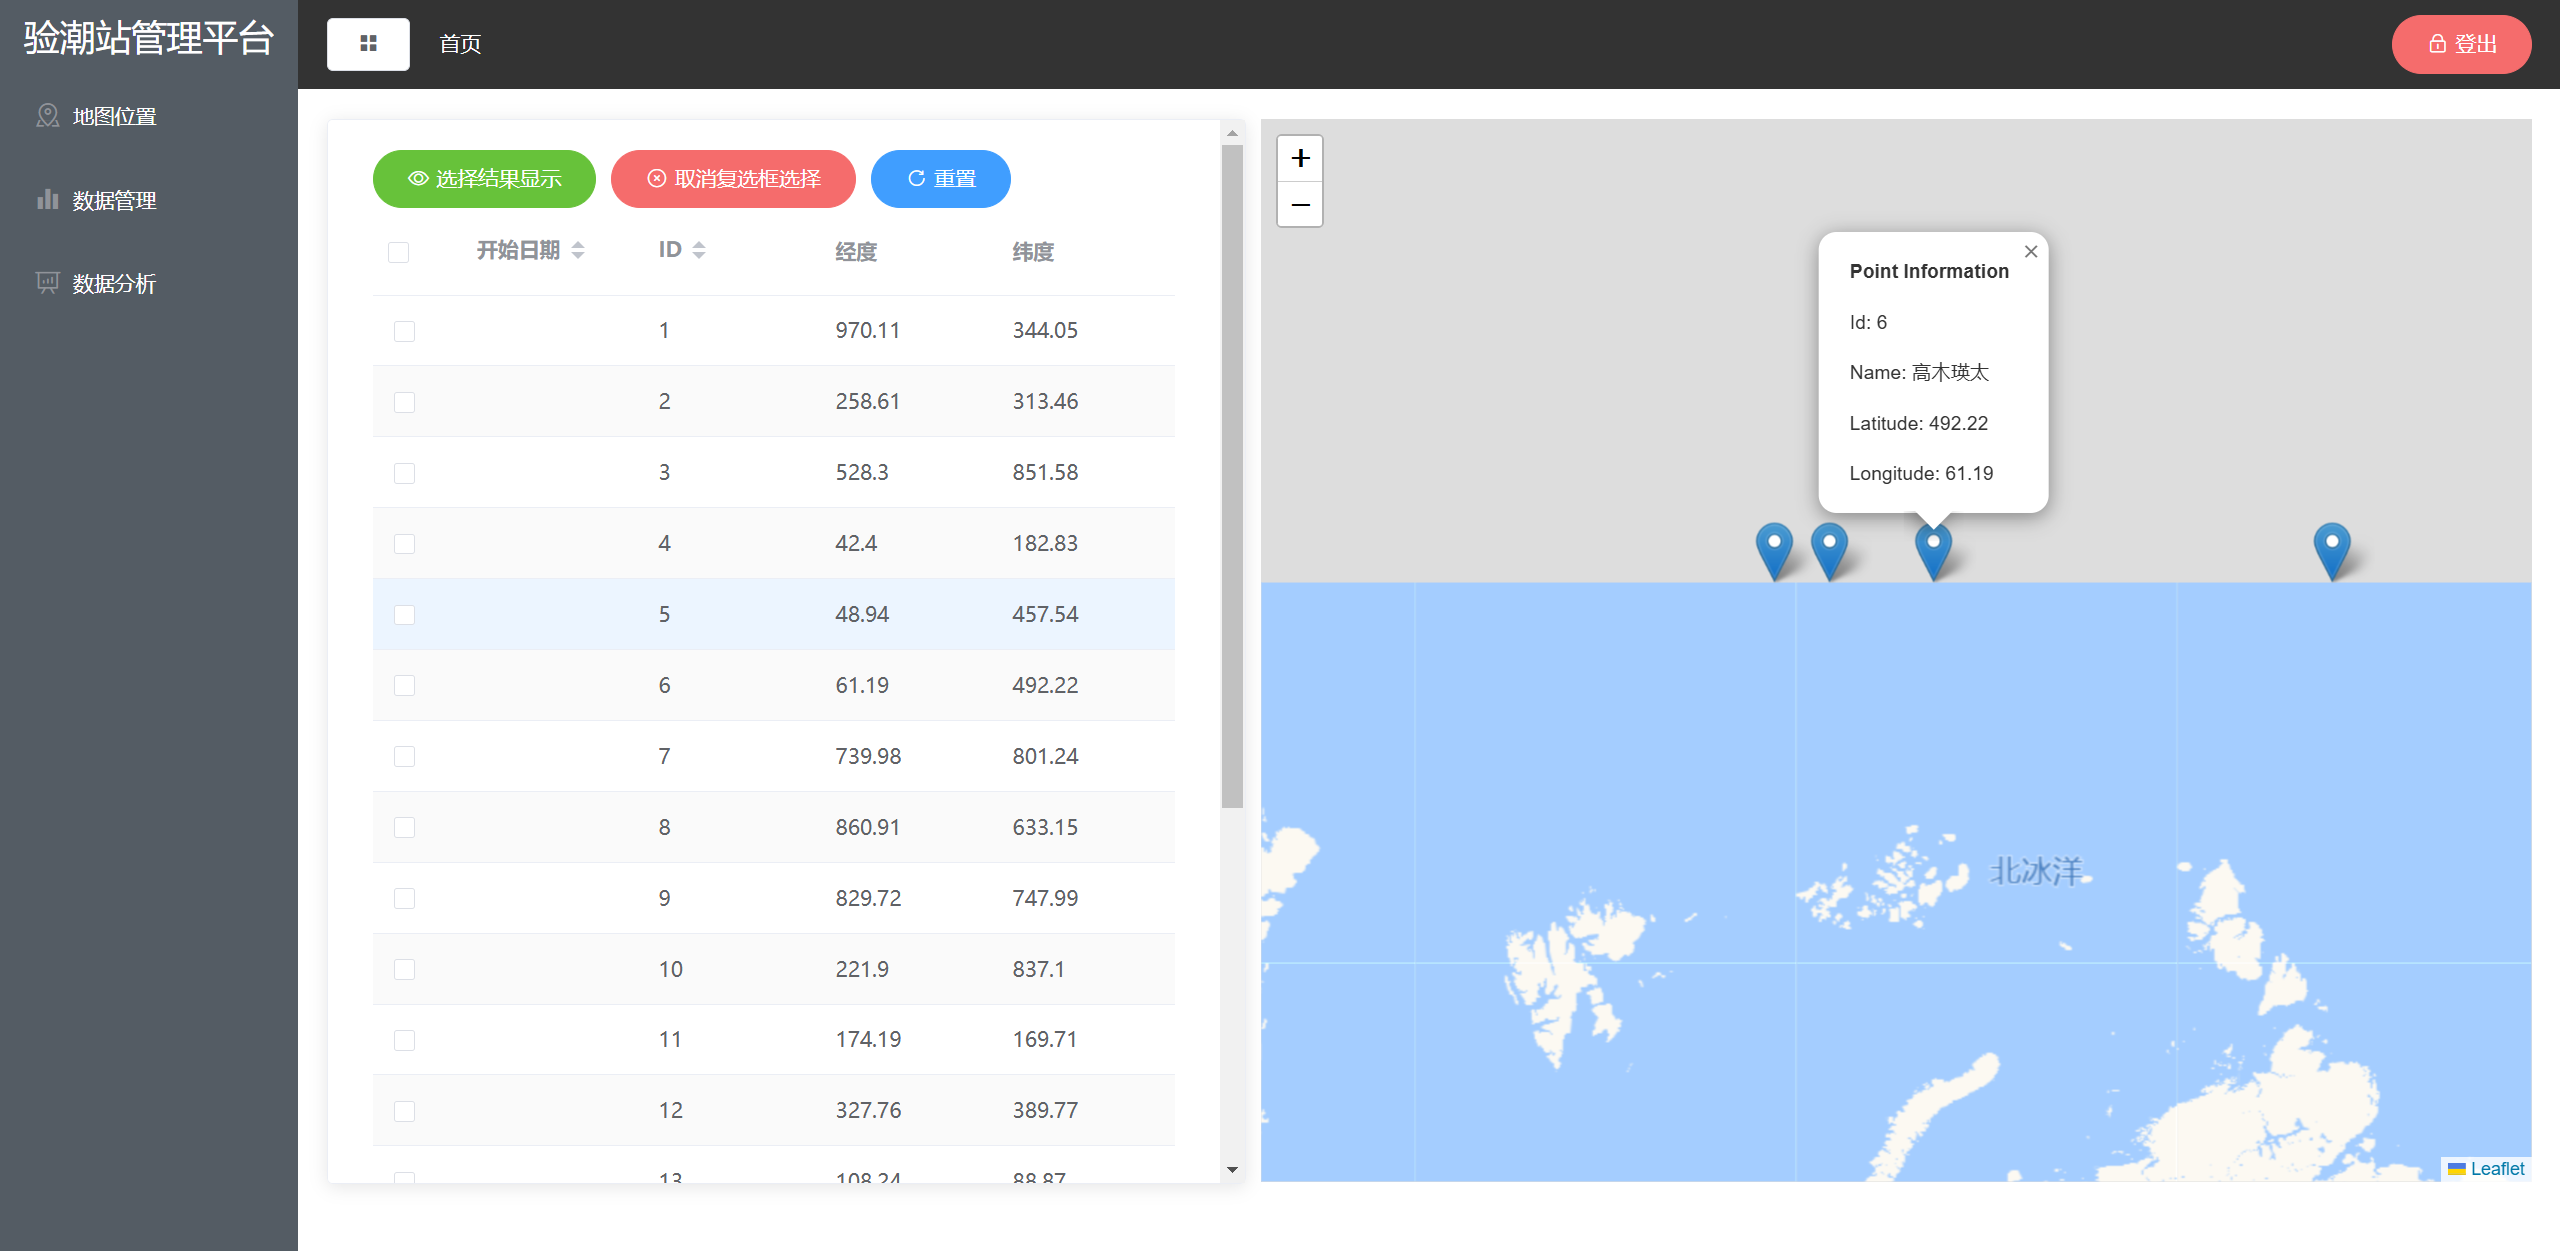 验潮站管理平台
首页
登出
地图位置
数据管理
数据分析
选择结果显示
取消复选框选择
重置
开始日期 ID 经度 纬度
1 970.11 344.05
2 258.61 313.46
3 528.3 851.58
4 42.4 182.83
5 48.94 457.54
6 61.19 492.22
7 739.98 801.24
8 860.91 633.15
9 829.72 747.99
10 221.9 837.1
11 174.19 169.71
12 327.76 389.77
13 108.24 88.87
+
−
×
Point Information
Id: 6
Name: 高木瑛太
Latitude: 492.22
Longitude: 61.19
北冰洋
Leaflet